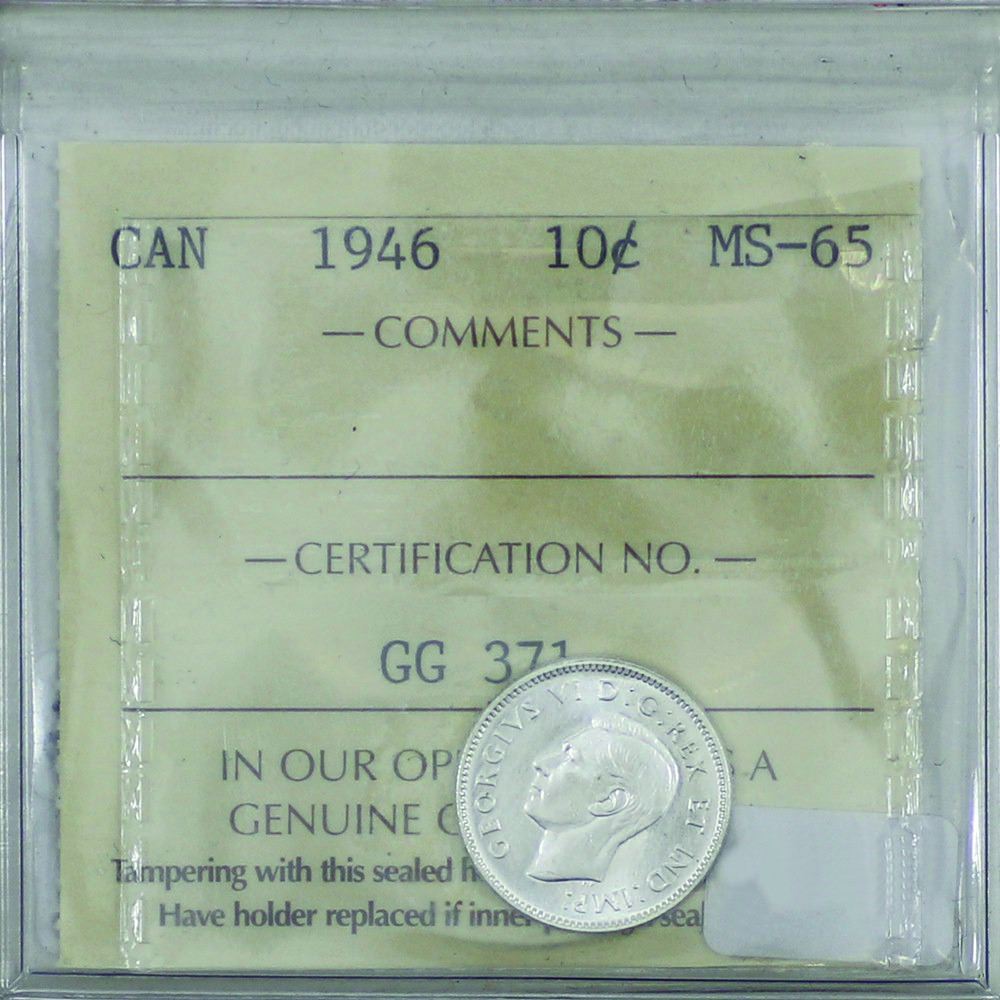 CAN 1946 10¢ MS-65
— COMMENTS —
— CERTIFICATION NO. —
GG 371
IN OUR OP S A
GENUINE C
Tampering with this sealed h
Have holder replaced if inner seal
GEORGIVS VI D:G:REX ET IND:IMP: